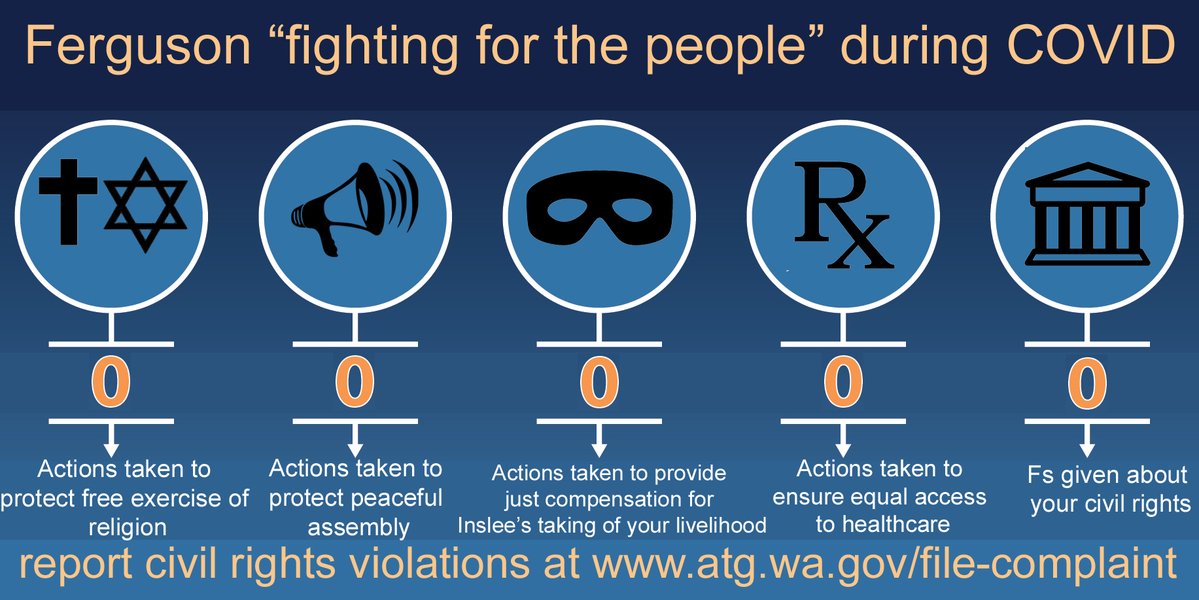 Ferguson “fighting for the people” during COVID
Rx
0
0
0
0
0
Actions taken to
protect free exercise of
religion
Actions taken to
protect peaceful
assembly
Actions taken to provide
just compensation for
Inslee’s taking of your livelihood
Actions taken to
ensure equal access
to healthcare
Fs given about
your civil rights
report civil rights violations at www.atg.wa.gov/file-complaint